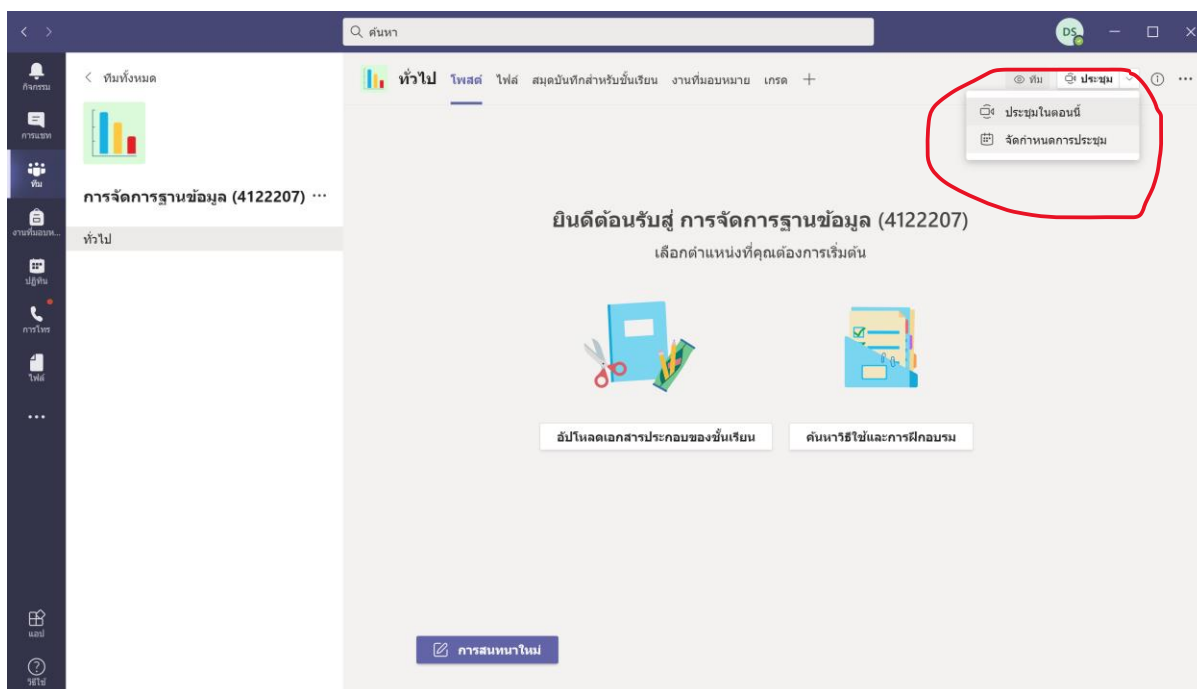 ค้นหา
DS
กิจกรรม
การแชท
ทีม
งานที่มอบห...
ปฏิทิน
การโทร
ไฟล์
แอป
วิธีใช้
ทีมทั้งหมด
การจัดการฐานข้อมูล (4122207) ...
ทั่วไป
ทั่วไป โพสต์ ไฟล์ สมุดบันทึกสำหรับชั้นเรียน งานที่มอบหมาย เกรด +
ทีม ประชุม
ประชุมในตอนนี้
จัดกำหนดการประชุม
ยินดีต้อนรับสู่ การจัดการฐานข้อมูล (4122207)
เลือกตำแหน่งที่คุณต้องการเริ่มต้น
อัปโหลดเอกสารประกอบของชั้นเรียน ค้นหาวิธีใช้และการฝึกอบรม
การสนทนาใหม่